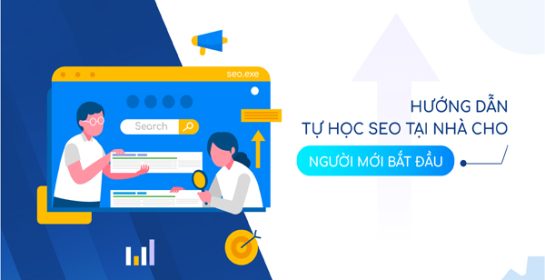 seo.exe
Search
HƯỚNG DẪN
TỰ HỌC SEO TẠI NHÀ CHO
NGƯỜI MỚI BẮT ĐẦU